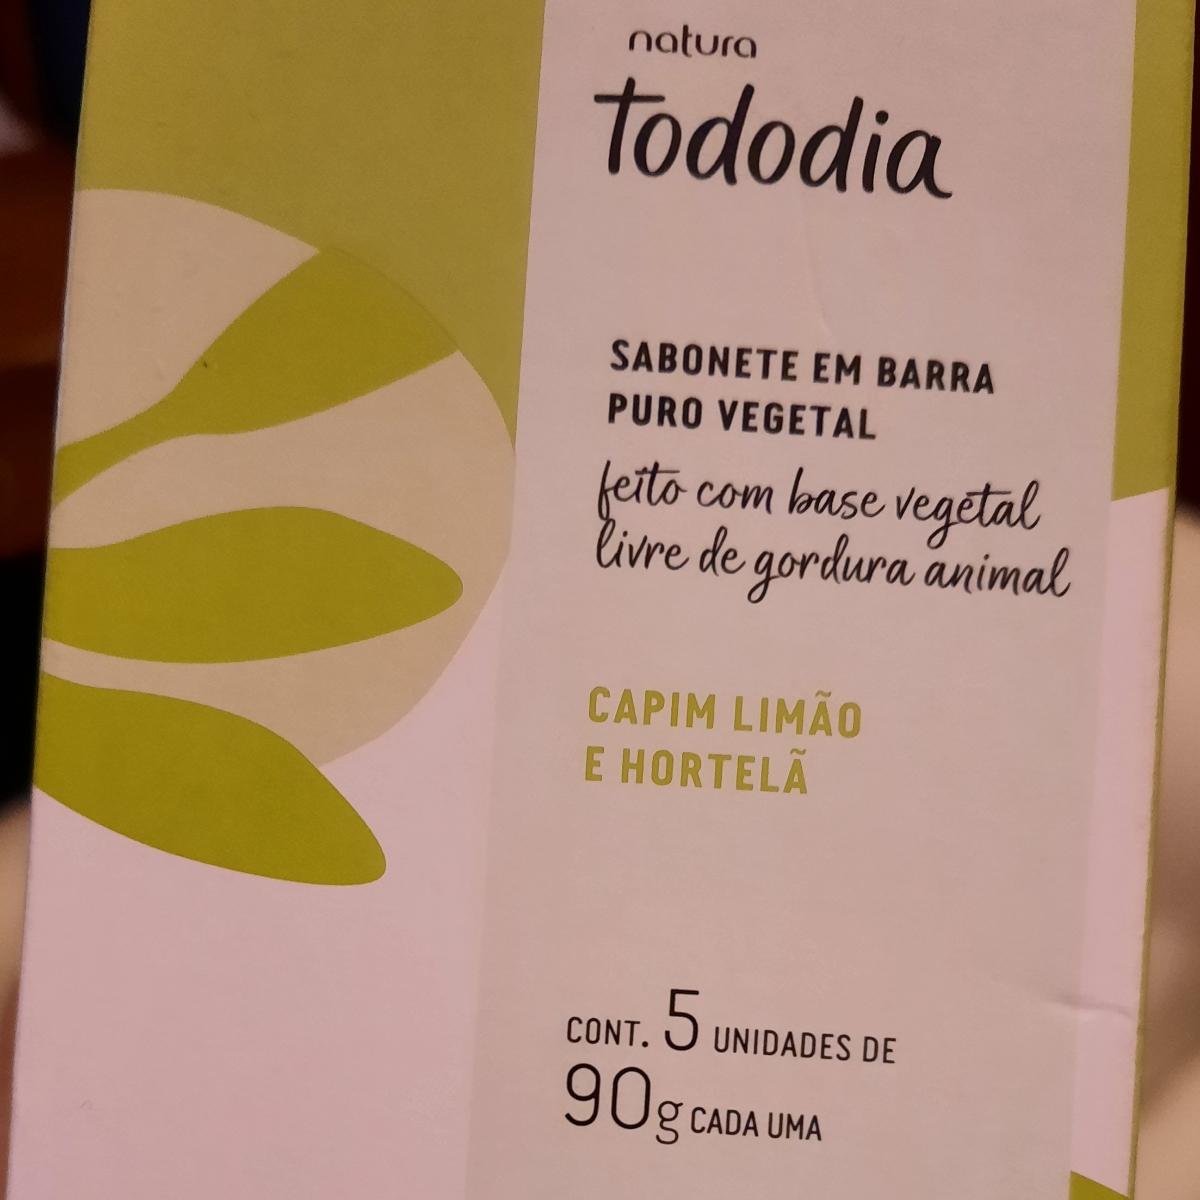 natura
Tododia
SABONETE EM BARRA
PURO VEGETAL
feito com base vegetal
livre de gordura animal
CAPIM LIMÃO
E HORTELÃ
CONT. 5 UNIDADES DE
90g CADA UMA